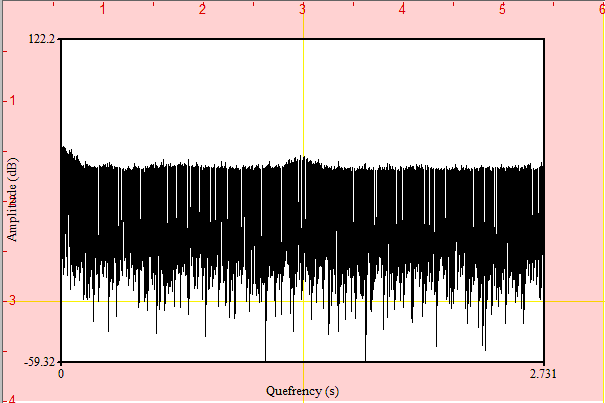 1 2 3 4 5 6
122.2
1
Amplitude (dB)
3
-59.32
0 2.731
Quefrency (s)
4